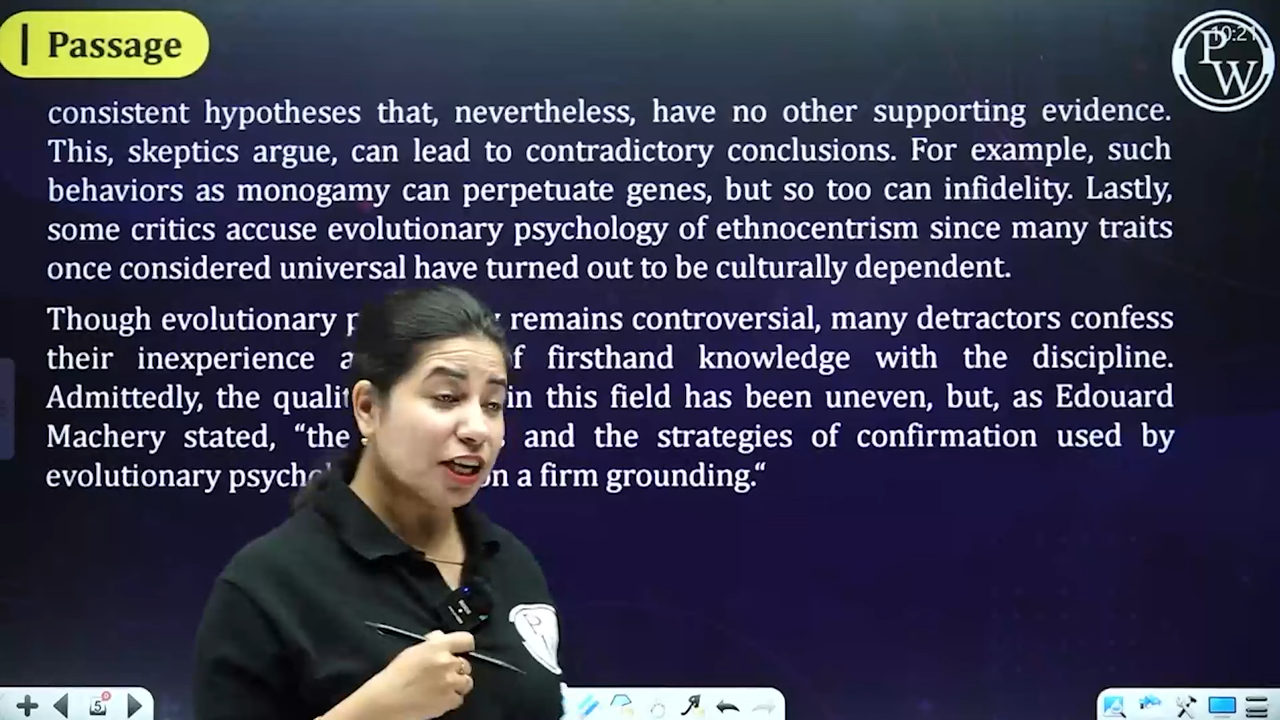 Passage
10:21
PW
consistent hypotheses that, nevertheless, have no other supporting evidence.
This, skeptics argue, can lead to contradictory conclusions. For example, such
behaviors as monogamy can perpetuate genes, but so too can infidelity. Lastly,
some critics accuse evolutionary psychology of ethnocentrism since many traits
once considered universal have turned out to be culturally dependent.
Though evolutionary remains controversial, many detractors confess
their inexperience firsthand knowledge with the discipline.
Admittedly, the in this field has been uneven, but, as Edouard
Machery stated, “the and the strategies of confirmation used by
evolutionary on a firm grounding.“
5